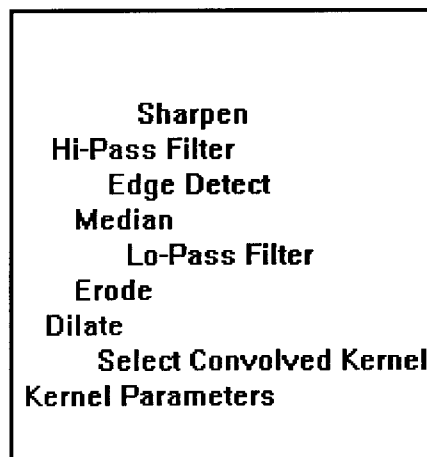 Sharpen
Hi-Pass Filter
Edge Detect
Median
Lo-Pass Filter
Erode
Dilate
Select Convolved Kernel
Kernel Parameters